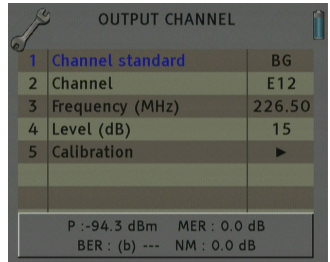 OUTPUT CHANNEL
1 Channel standard BG
2 Channel E12
3 Frequency (MHz) 226.50
4 Level (dB) 15
5 Calibration ►
P :-94.3 dBm MER : 0.0 dB
BER : (b) --- NM : 0.0 dB